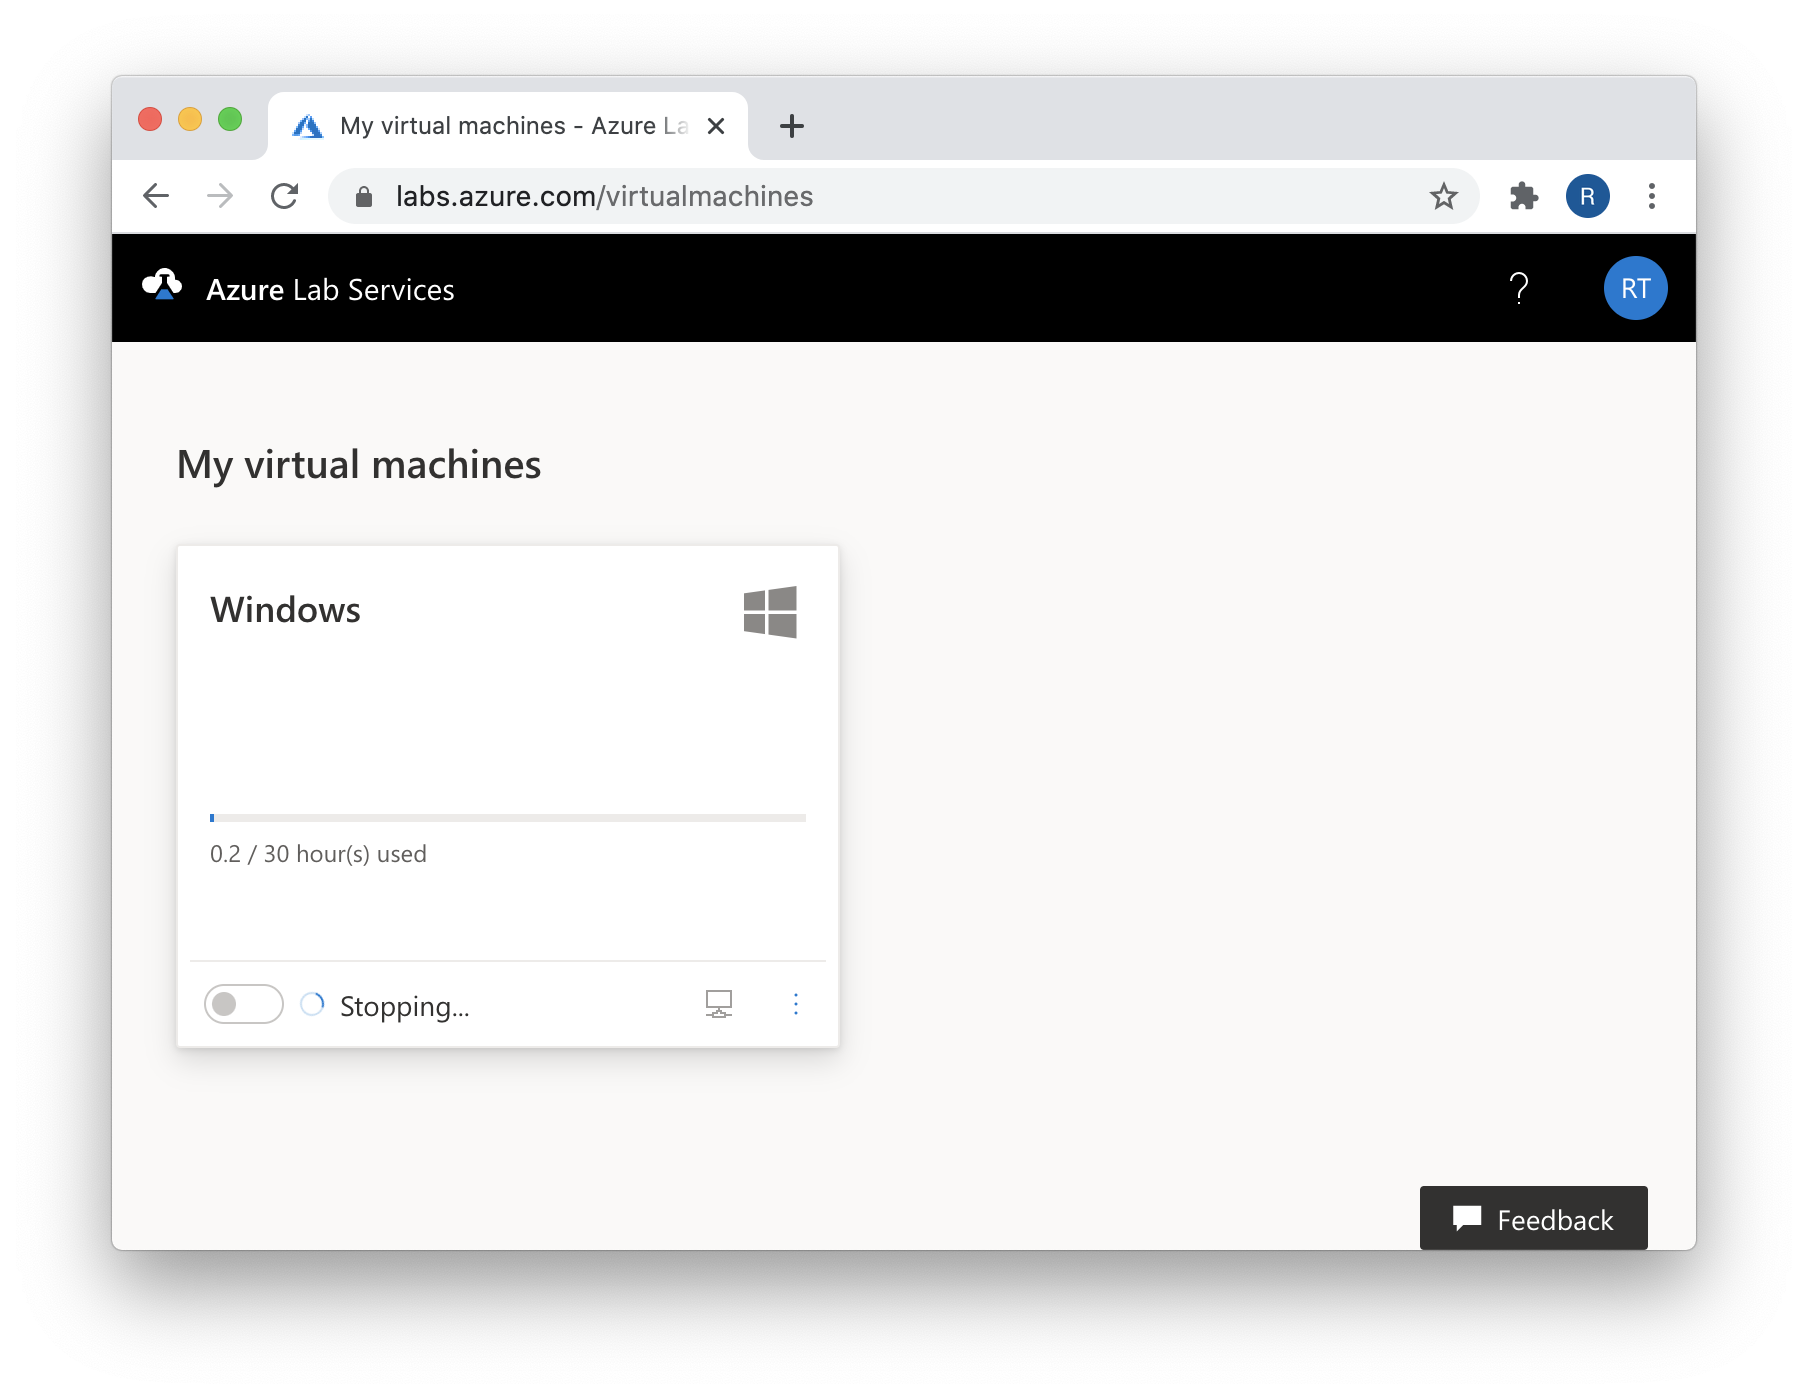 My virtual machines - Azure La
labs.azure.com/virtualmachines
R
Azure Lab Services
?
RT
My virtual machines
Windows
0.2 / 30 hour(s) used
Stopping...
Feedback